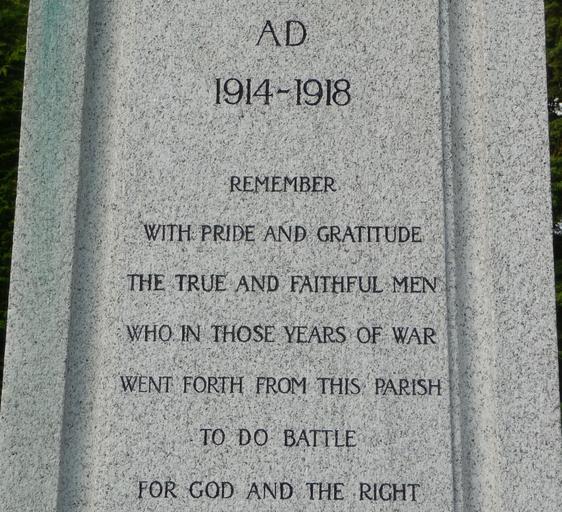 AD
1914-1918
REMEMBER
WITH PRIDE AND GRATITUDE
THE TRUE AND FAITHFUL MEN
WHO IN THOSE YEARS OF WAR
WENT FORTH FROM THIS PARISH
TO DO BATTLE
FOR GOD AND THE RIGHT